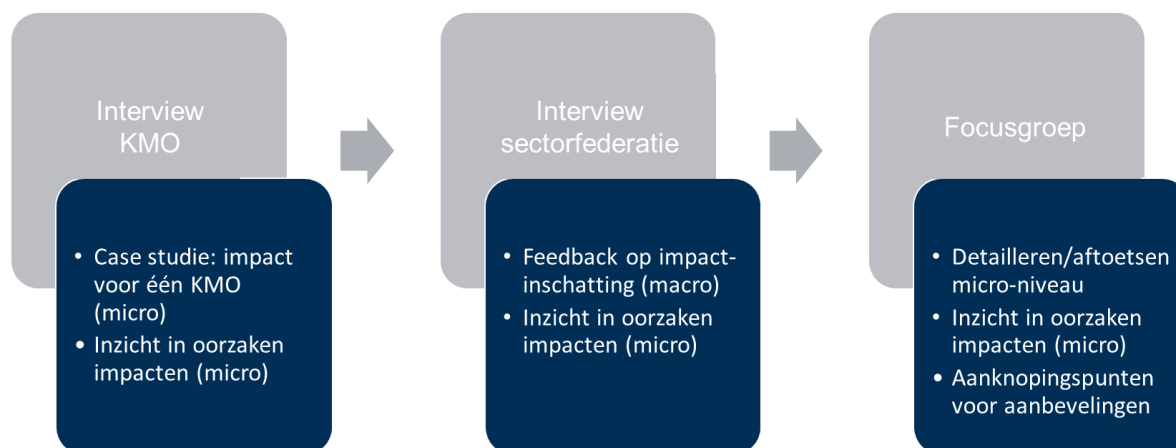 Interview
KMO
• Case studie: impact
voor één KMO
(micro)
• Inzicht in oorzaken
impacten (micro)
Interview
sectorfederatie
• Feedback op impact-
inschatting (macro)
• Inzicht in oorzaken
impacten (micro)
Focusgroep
• Detailleren/aftoetsen
micro-niveau
• Inzicht in oorzaken
impacten (micro)
• Aanknopingspunten
voor aanbevelingen